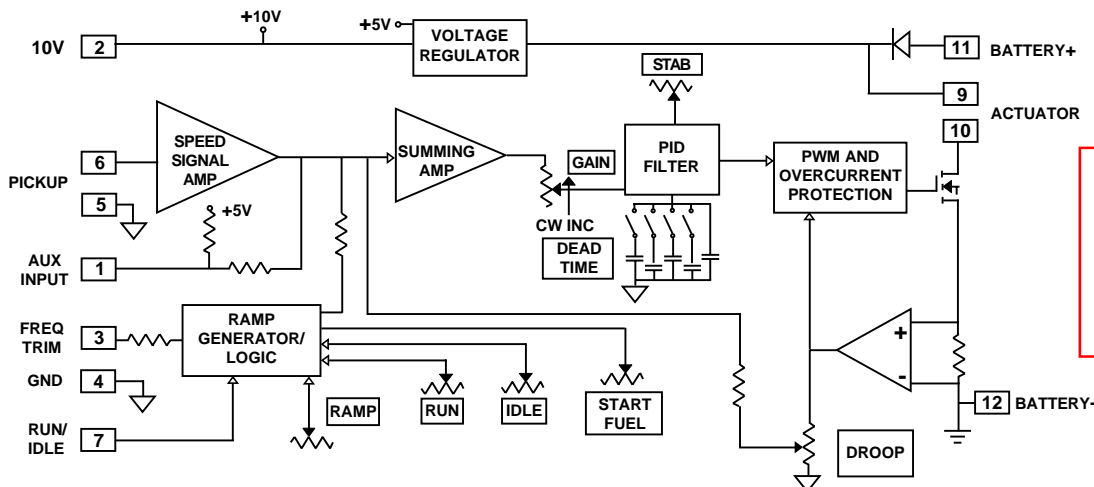 +10V
+5V
10V
2
VOLTAGE
REGULATOR
11
BATTERY+
9
ACTUATOR
10
STAB
SPEED
SIGNAL
AMP
SUMMING
AMP
GAIN
PID
FILTER
PWM AND
OVERCURRENT
PROTECTION
6
PICKUP
5
+5V
CW INC
DEAD
TIME
AUX
INPUT
1
FREQ
TRIM
3
RAMP
GENERATOR/
LOGIC
GND
4
RUN/
IDLE
7
RAMP
RUN
IDLE
START
FUEL
+
-
12
BATTERY-
DROOP